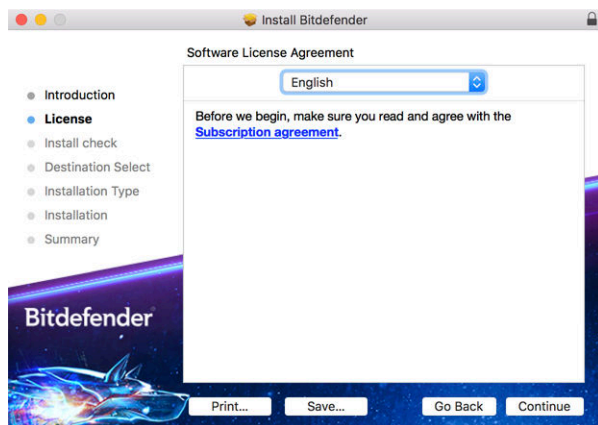 Install Bitdefender
Software License Agreement
English
Introduction
License
Install check
Destination Select
Installation Type
Installation
Summary
Before we begin, make sure you read and agree with the
Subscription agreement.
Bitdefender
Print...
Save...
Go Back
Continue